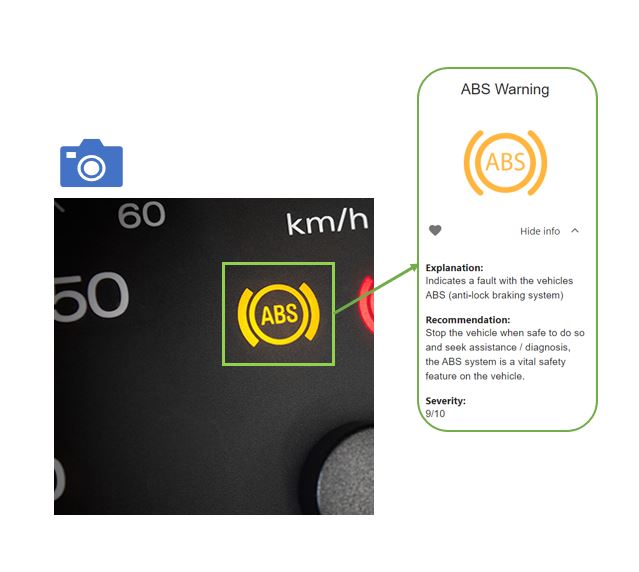 ABS Warning
ABS
Hide info
Explanation:
Indicates a fault with the vehicles
ABS (anti-lock braking system)
Recommendation:
Stop the vehicle when safe to do so
and seek assistance / diagnosis,
the ABS system is a vital safety
feature on the vehicle.
Severity:
9/10
60
km/h
50
ABS